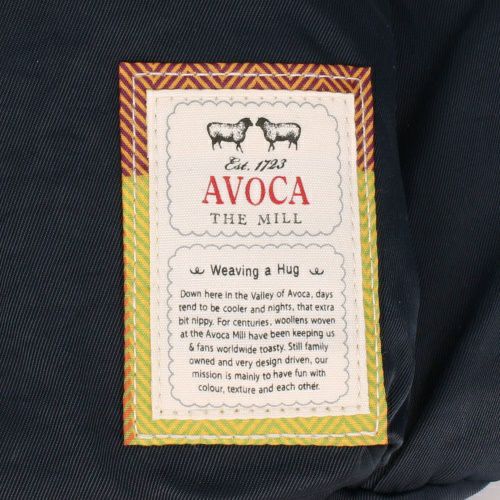 Est. 1723
AVOCA
THE MILL
Weaving a Hug
Down here in the Valley of Avoca, days
tend to be cooler and nights, that extra
bit nippy. For centuries, woollens woven
at the Avoca Mill have been keeping us
& fans worldwide toasty. Still family
owned and very design driven, our
mission is mainly to have fun with
colour, texture and each other.